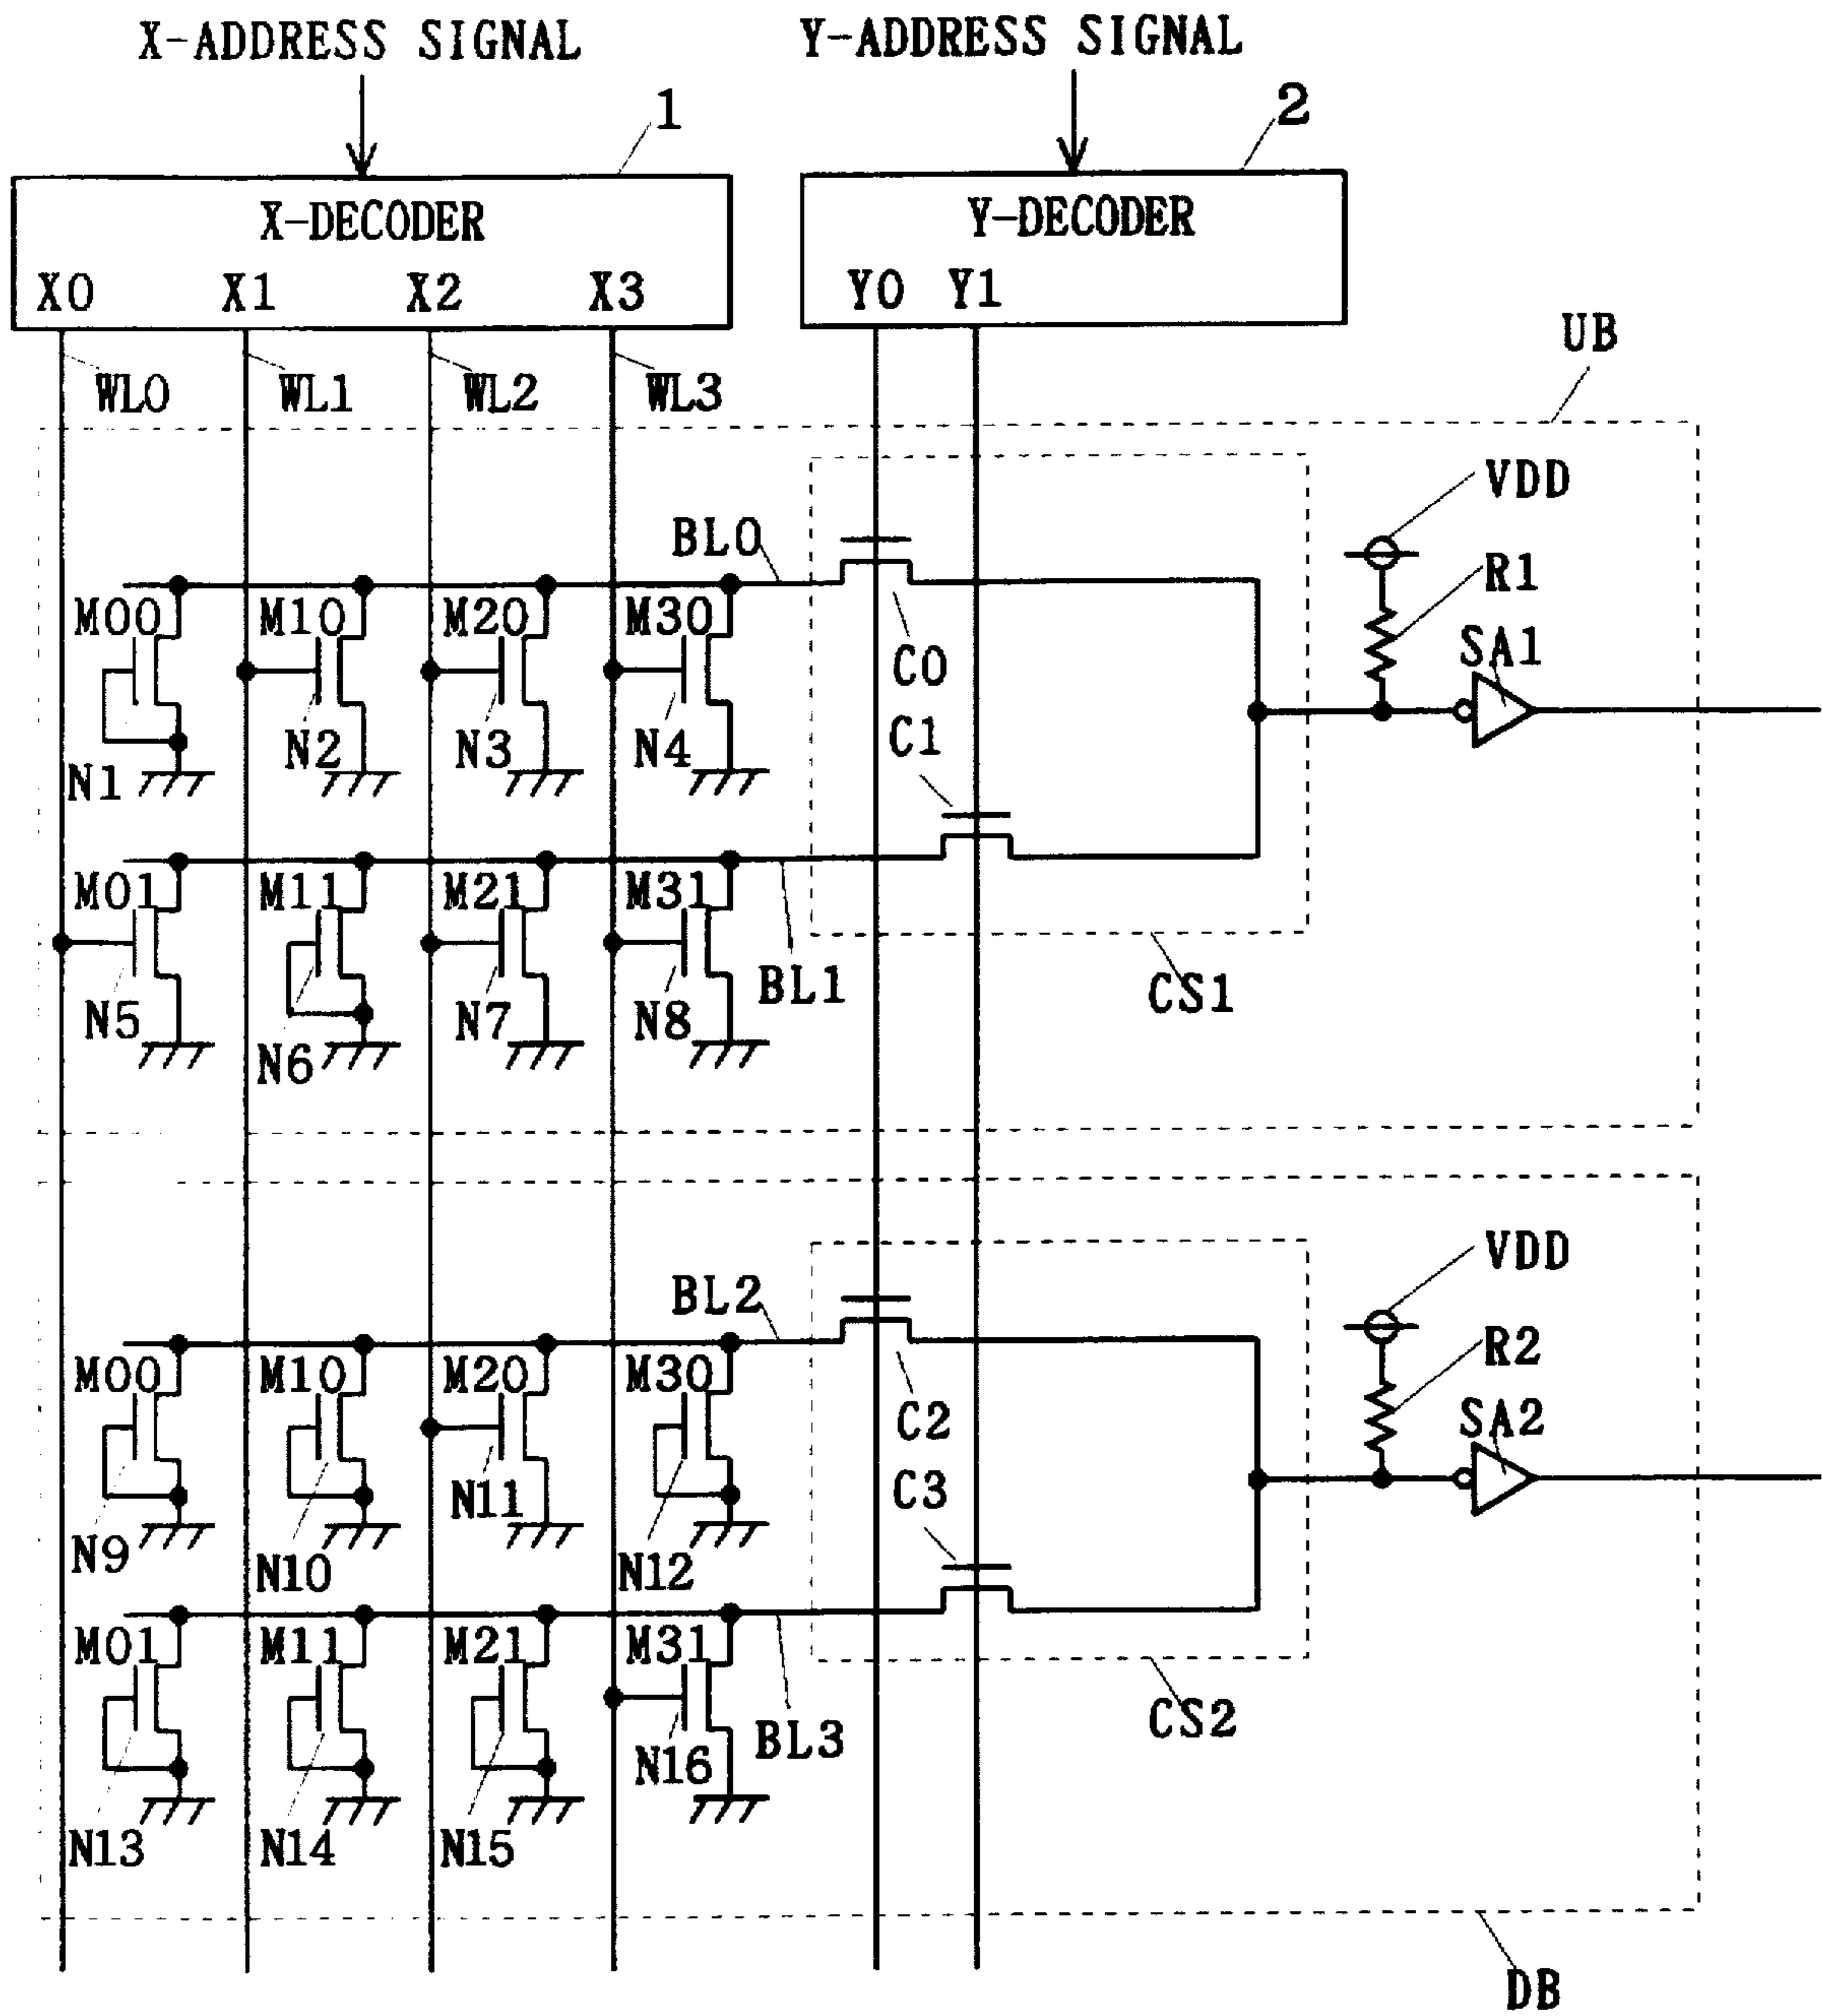 X-ADDRESS SIGNAL
Y-ADDRESS SIGNAL
1
2
X-DECODER
Y-DECODER
X0 X1 X2 X3
Y0 Y1
UB
WL0 WL1 WL2 WL3
VDD
BL0
R1
M00 M10 M20 M30
C0
SA1
C1
N1 N2 N3 N4
M01 M11 M21 M31
BL1
CS1
N5 N6 N7 N8
VDD
BL2
R2
M00 M10 M20 M30
C2
SA2
C3
N9 N10 N11 N12
M01 M11 M21 M31
BL3
CS2
N13 N14 N15 N16
DB